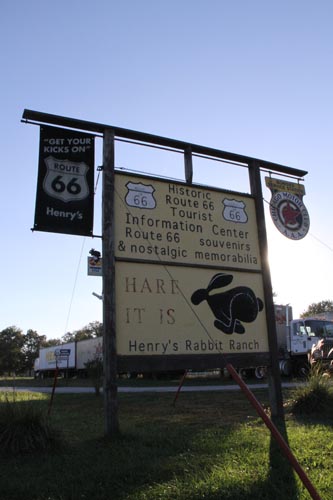 "GET YOUR
KICKS ON"
ROUTE
66
Henry's
Historic
Route 66
Tourist
Information Center
Route 66 souvenirs
& nostalgic memorabilia
66
66
HARE
IT IS
Henry's Rabbit Ranch